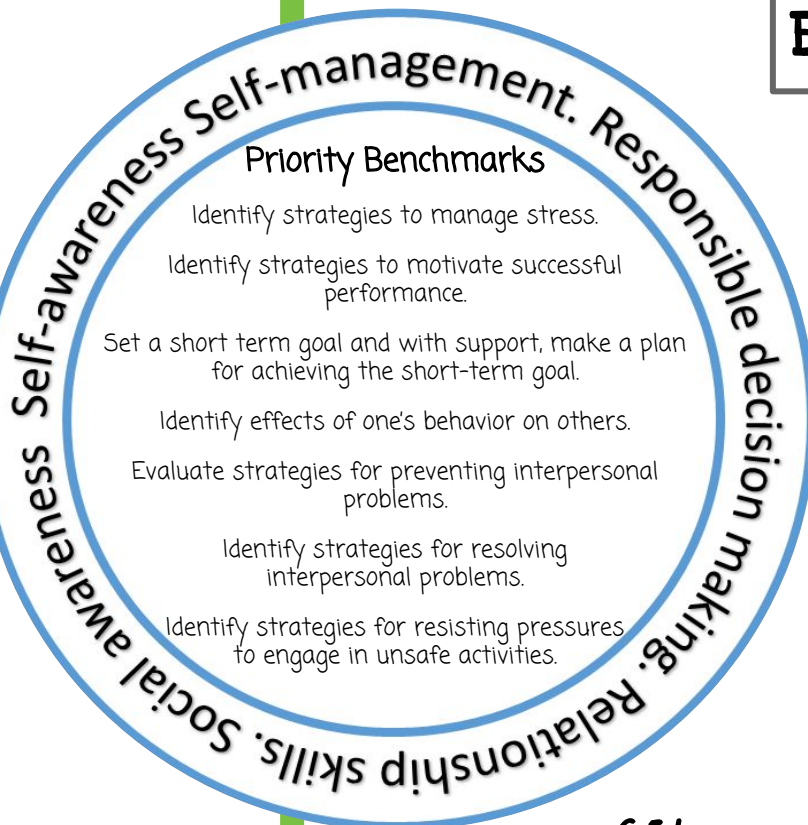 Self-awareness Self-management. Responsible decision making. Relationship skills. Social awareness
Priority Benchmarks
Identify strategies to manage stress.
Identify strategies to motivate successful
performance.
Set a short term goal and with support, make a plan
for achieving the short-term goal.
Identify effects of one's behavior on others.
Evaluate strategies for preventing interpersonal
problems.
Identify strategies for resolving
interpersonal problems.
Identify strategies for resisting pressures
to engage in unsafe activities.